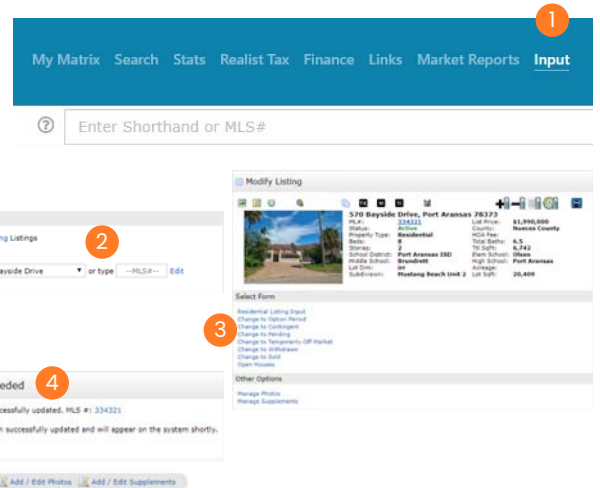 1
My Matrix Search Stats Realist Tax Finance Links Market Reports Input
? Enter Shorthand or MLS#
Listings
2
ayside Drive or type --MLS#-- Edit
Modify Listing
570 Bayside Drive, Port Aransas 78373
MLS#: 334321 List Price: $1,990,000
Status: Active County: Nueces County
Property Type: Residential HOA Fee:
Beds: 8 Total Baths: 6.5
Stories: 2 Ttl Sqft: 6,742
School District: Port Aransas ISD Elem School: Olsen
Middle School: Brundrett High School: Port Aransas
Lot Dim: Acreage:
Subdivision: Mustang Beach Unit 2 Lot Sqft: 20,409
Select Form
3
Residential Listing Input
Change to Option Period
Change to Contingent
Change to Pending
Change to Temporarily Off Market
Change to Withdrawn
Change to Sold
Open Houses
Other Options
Manage Photos
Manage Supplements
eeded 4
ccessfully updated. MLS #: 334321
n successfully updated and will appear on the system shortly.
Add / Edit Photos Add / Edit Supplements